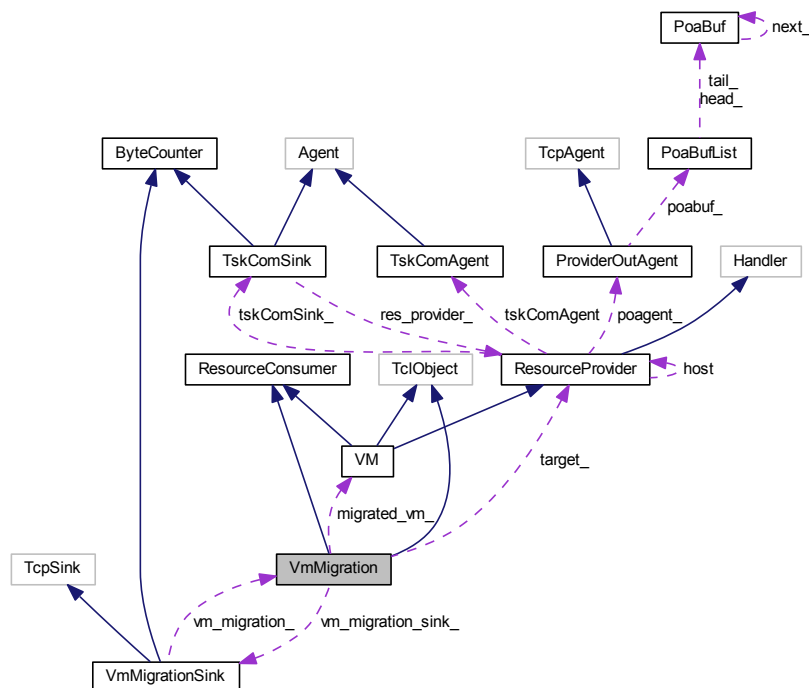 PoaBuf
next_
tail_
head_
ByteCounter
Agent
TcpAgent
PoaBufList
poabuf_
TskComSink
TskComAgent
ProviderOutAgent
Handler
tskComSink_
res_provider_
tskComAgent
poagent_
ResourceConsumer
TclObject
ResourceProvider
host
VM
target_
migrated_vm_
TcpSink
VmMigration
vm_migration_
vm_migration_sink_
VmMigrationSink